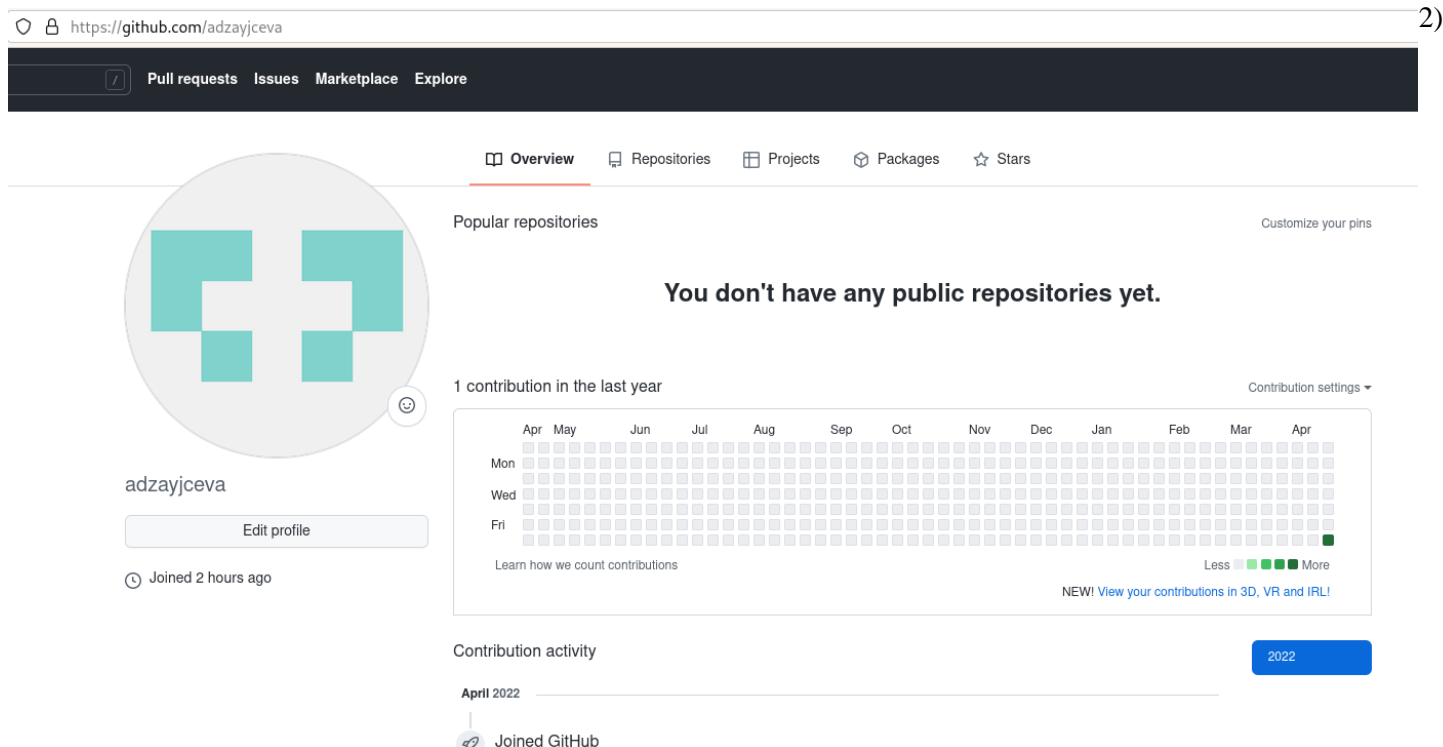 https://github.com/adzayjceva
2)
/ Pull requests Issues Marketplace Explore
Overview Repositories Projects Packages Stars
Popular repositories Customize your pins
You don't have any public repositories yet.
1 contribution in the last year Contribution settings
Apr May Jun Jul Aug Sep Oct Nov Dec Jan Feb Mar Apr
Mon
Wed
Fri
Learn how we count contributions Less More
NEW! View your contributions in 3D, VR and IRL!
adzayjceva
Edit profile
Joined 2 hours ago
Contribution activity 2022
April 2022
Joined GitHub